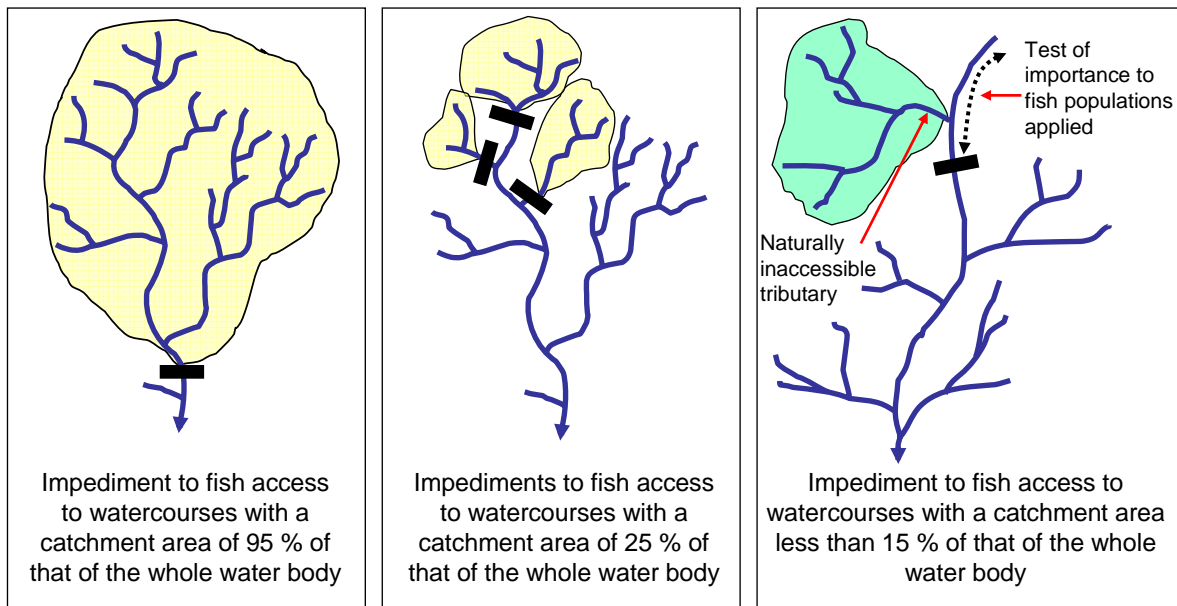 Test of
importance to
fish populations
applied
Naturally
inaccessible
tributary
Impediment to fish access
to watercourses with a
catchment area of 95 % of
that of the whole water body
Impediments to fish access
to watercourses with a
catchment area of 25 % of
that of the whole water body
Impediment to fish access to
watercourses with a catchment area
less than 15 % of that of the whole
water body